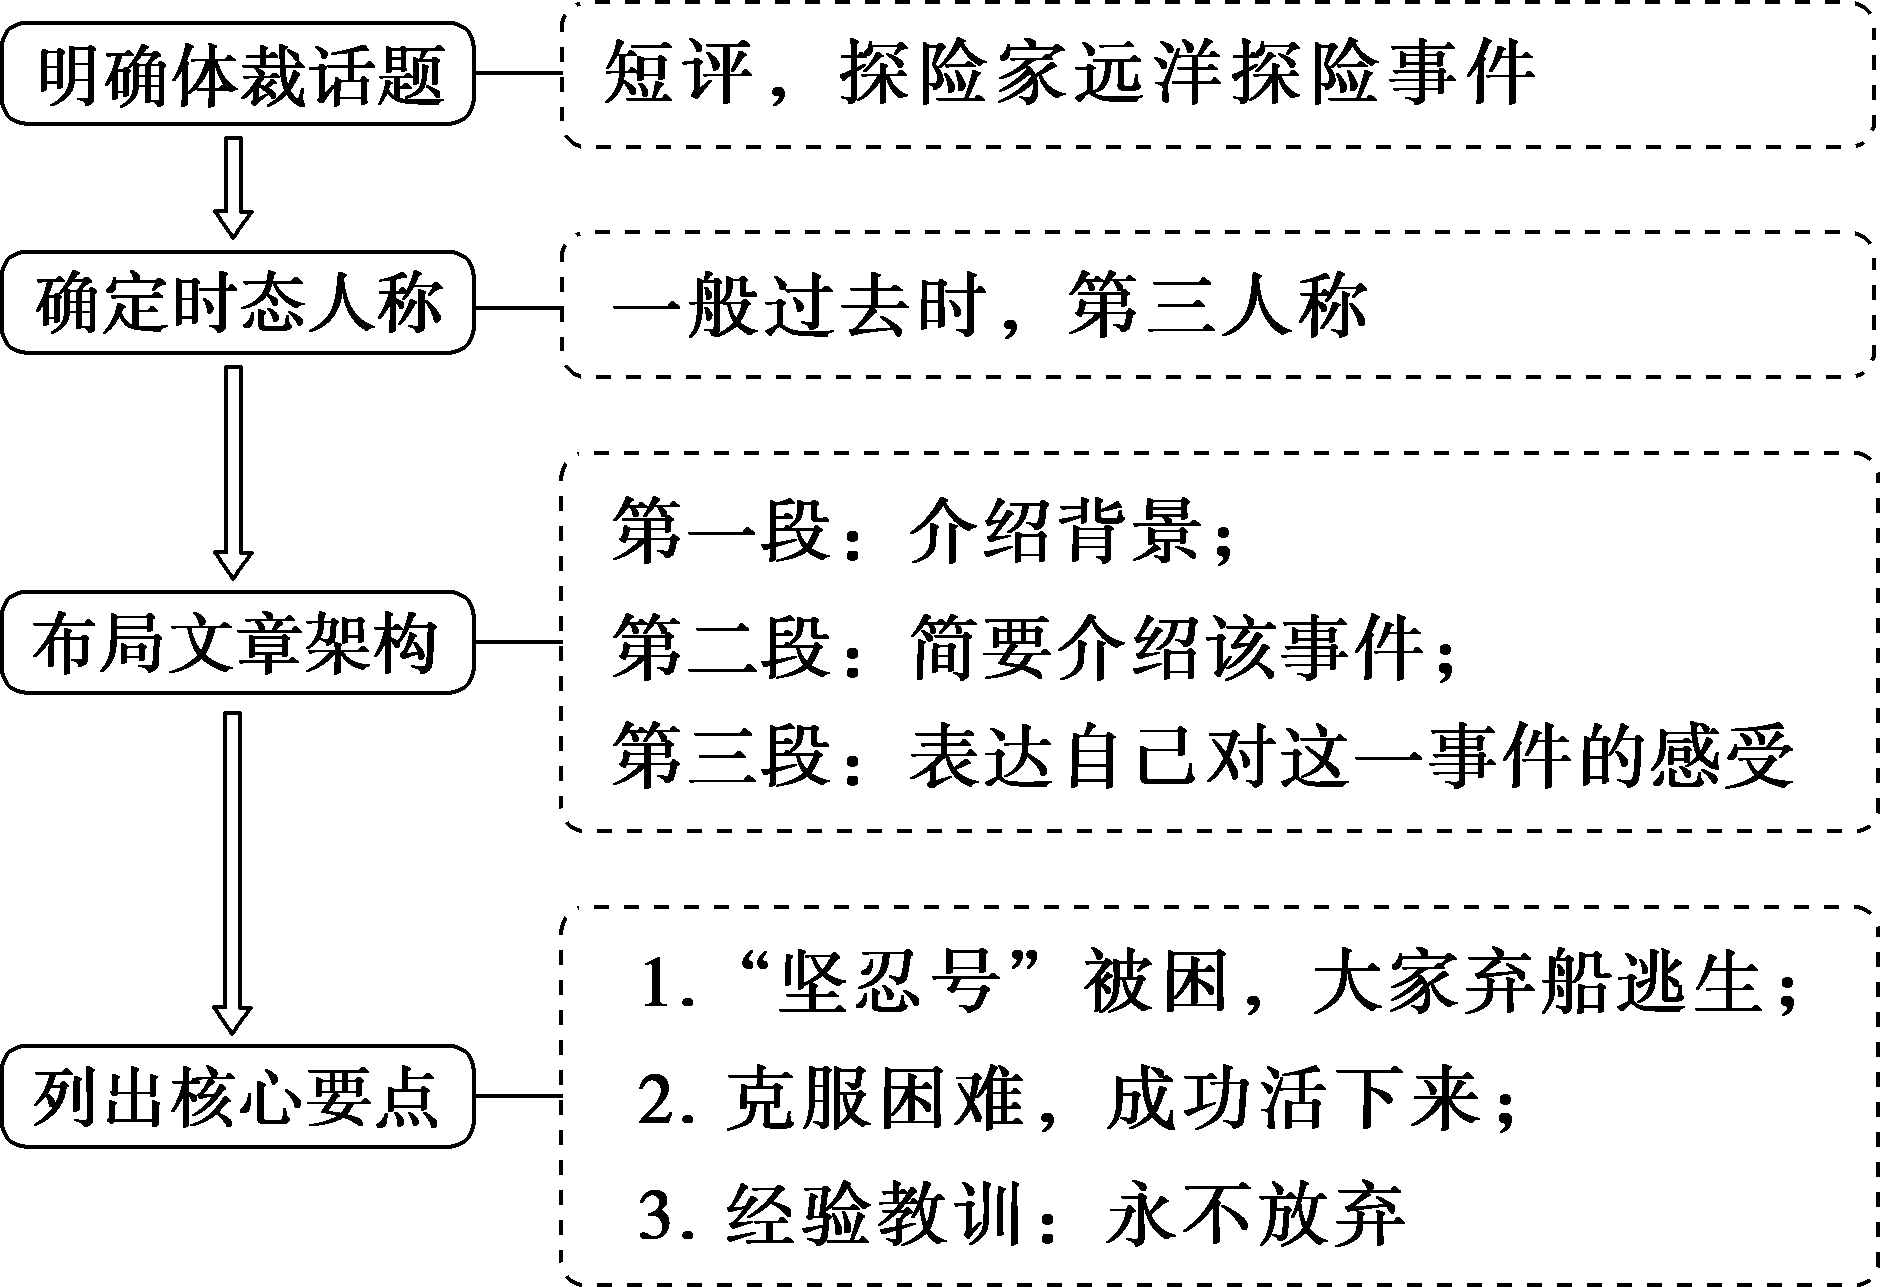 明确体裁话题
短评，探险家远洋探险事件
确定时态人称
一般过去时，第三人称
布局文章架构
第一段：介绍背景；
第二段：简要介绍该事件；
第三段：表达自己对这一事件的感受
列出核心要点
1. “坚忍号”被困，大家弃船逃生；
2. 克服困难，成功活下来；
3. 经验教训：永不放弃